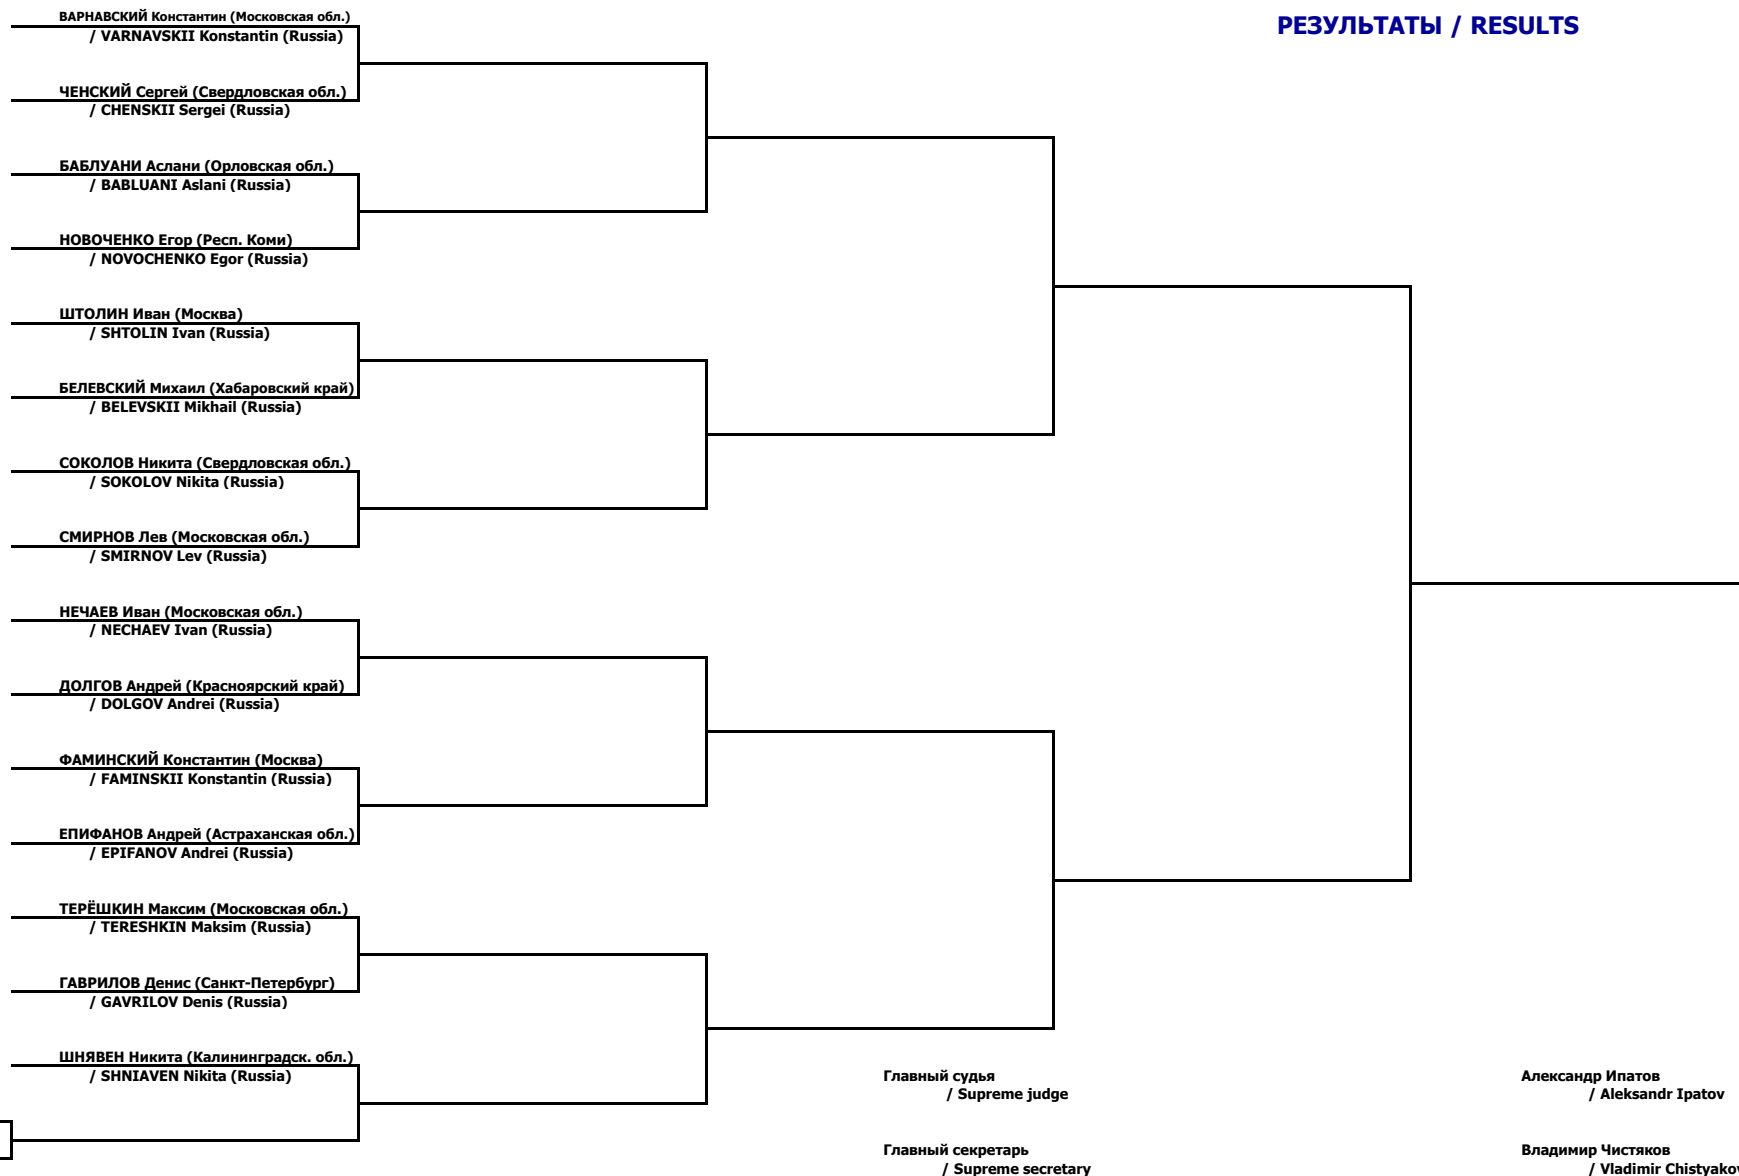 РЕЗУЛЬТАТЫ / RESULTS
ВАРНАВСКИЙ Константин (Московская обл.)
/ VARNAVSKII Konstantin (Russia)
ЧЕНСКИЙ Сергей (Свердловская обл.)
/ CHENSKII Sergei (Russia)
БАБЛУАНИ Аслани (Орловская обл.)
/ BABLUANI Aslani (Russia)
НОВОЧЕНКО Егор (Респ. Коми)
/ NOVOCHENKO Egor (Russia)
ШТОЛИН Иван (Москва)
/ SHTOLIN Ivan (Russia)
БЕЛЕВСКИЙ Михаил (Хабаровский край)
/ BELEVSKII Mikhail (Russia)
СОКОЛОВ Никита (Свердловская обл.)
/ SOKOLOV Nikita (Russia)
СМИРНОВ Лев (Московская обл.)
/ SMIRNOV Lev (Russia)
НЕЧАЕВ Иван (Московская обл.)
/ NECHAEV Ivan (Russia)
ДОЛГОВ Андрей (Красноярский край)
/ DOLGOV Andrei (Russia)
ФАМИНСКИЙ Константин (Москва)
/ FAMINSKII Konstantin (Russia)
ЕПИФАНОВ Андрей (Астраханская обл.)
/ EPIFANOV Andrei (Russia)
ТЕРЁШКИН Максим (Московская обл.)
/ TERESHKIN Maksim (Russia)
ГАВРИЛОВ Денис (Санкт-Петербург)
/ GAVRILOV Denis (Russia)
ШНЯВЕН Никита (Калининградск. обл.)
/ SHNIAVEN Nikita (Russia)
Главный судья
/ Supreme judge
Александр Ипатов
/ Aleksandr Ipatov
Главный секретарь
/ Supreme secretary
Владимир Чистяков
/ Vladimir Chistyakov